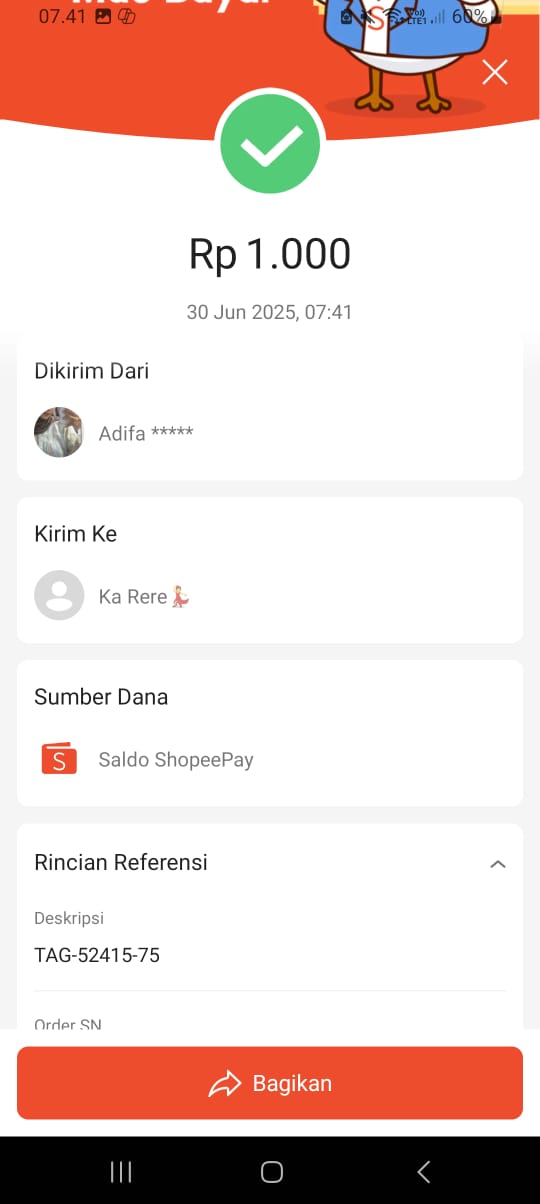 07.41 60%
Rp 1.000
30 Jun 2025, 07:41
Dikirim Dari
Adifa *****
Kirim Ke
Ka Rere💃
Sumber Dana
S Saldo ShopeePay
Rincian Referensi
Deskripsi
TAG-52415-75
Order SN
Bagikan